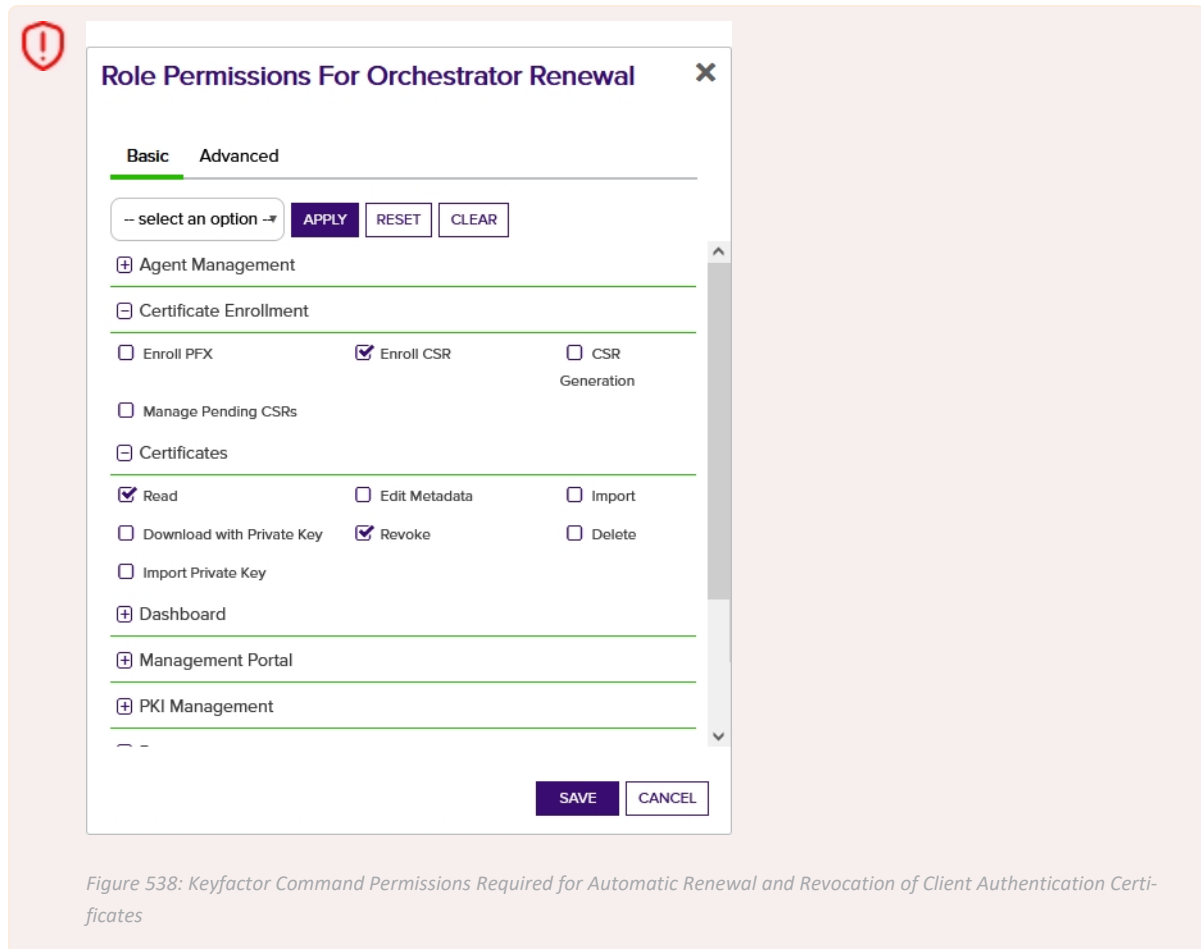 Role Permissions For Orchestrator Renewal
Basic Advanced
-- select an option -- APPLY RESET CLEAR
Agent Management
Certificate Enrollment
Enroll PFX Enroll CSR CSR
Generation
Manage Pending CSRs
Certificates
Read Edit Metadata Import
Download with Private Key Revoke Delete
Import Private Key
Dashboard
Management Portal
PKI Management
SAVE CANCEL
Figure 538: Keyfactor Command Permissions Required for Automatic Renewal and Revocation of Client Authentication Certi-
ficates